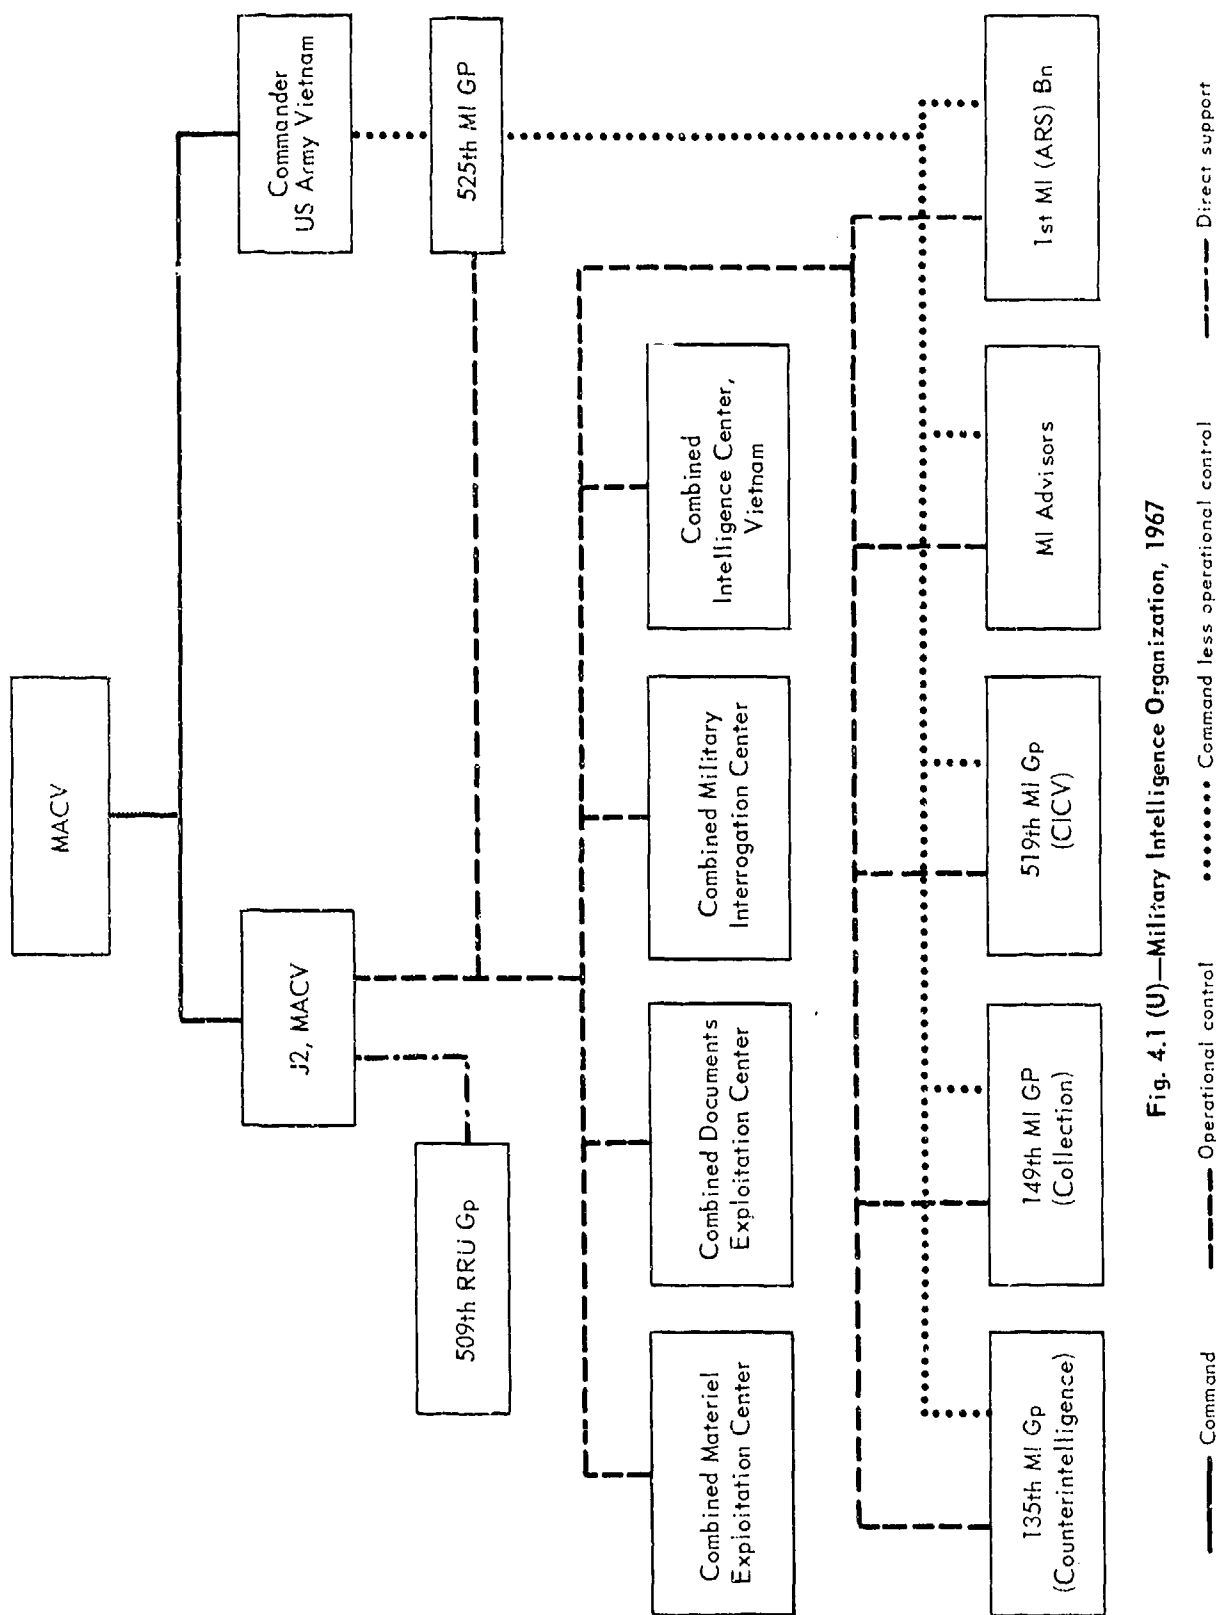 MACV
J2, MACV
Commander
US Army Vietnam
509th RRU Gp
525th MI GP
Combined Materiel
Exploitation Center
Combined Documents
Exploitation Center
Combined Military
Interrogation Center
Combined
Intelligence Center,
Vietnam
135th MI Gp
(Counterintelligence)
149th MI GP
(Collection)
519th MI Gp
(CICV)
MI Advisors
1st MI (ARS) Bn
Fig. 4.1 (U)—Military Intelligence Organization, 1967
Command
Operational control
Command less operational control
Direct support